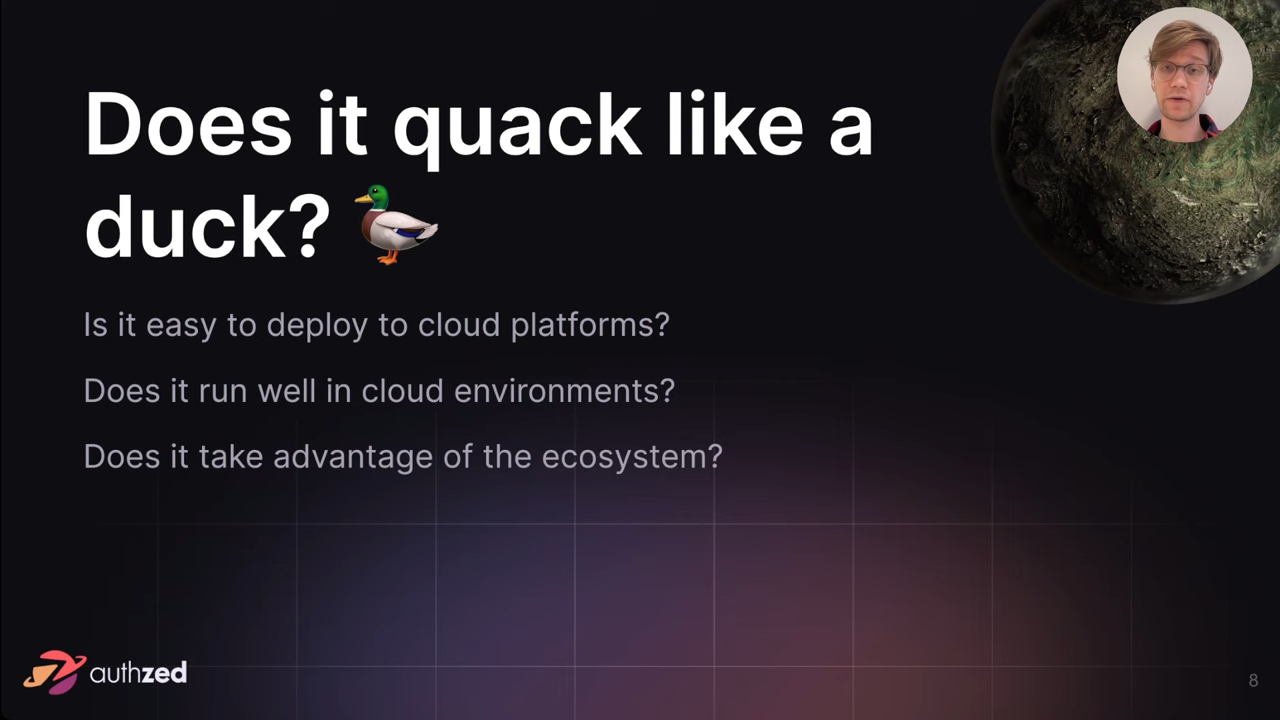 Does it quack like a
duck? 🦆
Is it easy to deploy to cloud platforms?
Does it run well in cloud environments?
Does it take advantage of the ecosystem?
authzed
8